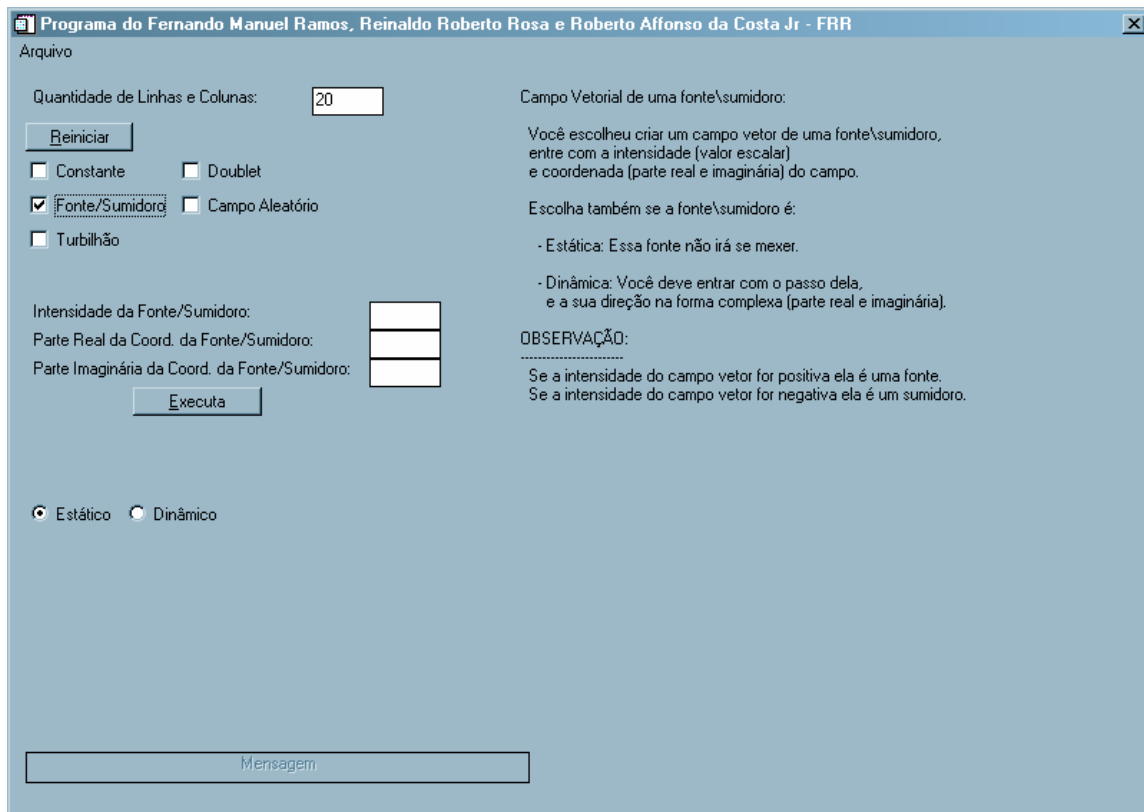 Programa do Fernando Manuel Ramos, Reinaldo Roberto Rosa e Roberto Affonso da Costa Jr - FRR
Arquivo
Quantidade de Linhas e Colunas: 20
Reiniciar
Constante Doublet
Fonte/Sumidoro Campo Aleatório
Turbilhão
Intensidade da Fonte/Sumidoro:
Parte Real da Coord. da Fonte/Sumidoro:
Parte Imaginária da Coord. da Fonte/Sumidoro:
Executa
Estático Dinâmico
Campo Vetorial de uma fonte\sumidoro:
Você escolheu criar um campo vetor de uma fonte\sumidoro,
entre com a intensidade (valor escalar)
e coordenada (parte real e imaginária) do campo.
Escolha também se a fonte\sumidoro é:
- Estática: Essa fonte não irá se mexer.
- Dinâmica: Você deve entrar com o passo dela,
e a sua direção na forma complexa (parte real e imaginária).
OBSERVAÇÃO:
-----------------------
Se a intensidade do campo vetor for positiva ela é uma fonte.
Se a intensidade do campo vetor for negativa ela é um sumidoro.
Mensagem